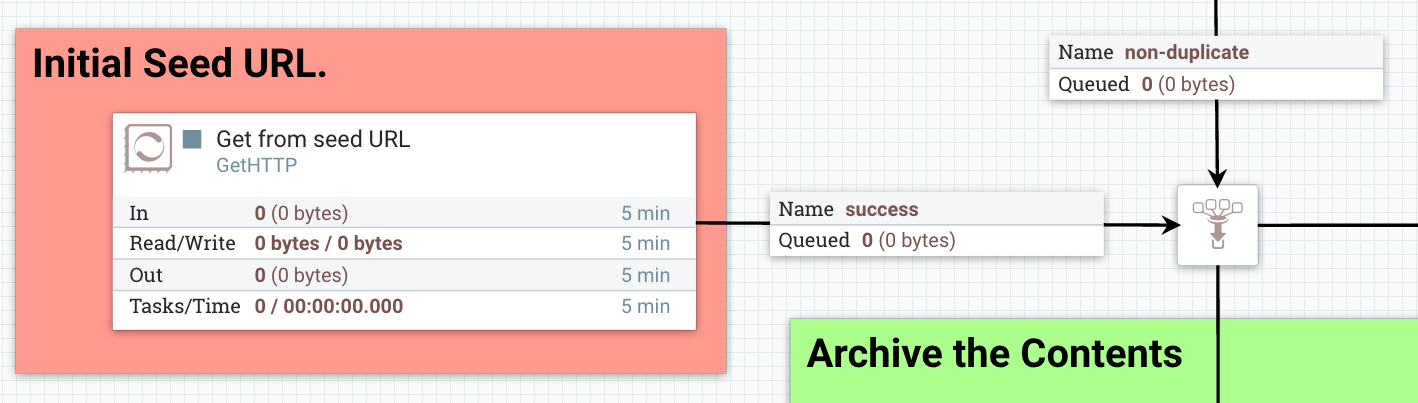 Initial Seed URL.
Get from seed URL
GetHTTP
In 0 (0 bytes) 5 min
Read/Write 0 bytes / 0 bytes 5 min
Out 0 (0 bytes) 5 min
Tasks/Time 0 / 00:00:00.000 5 min
Name success
Queued 0 (0 bytes)
Name non-duplicate
Queued 0 (0 bytes)
Archive the Contents